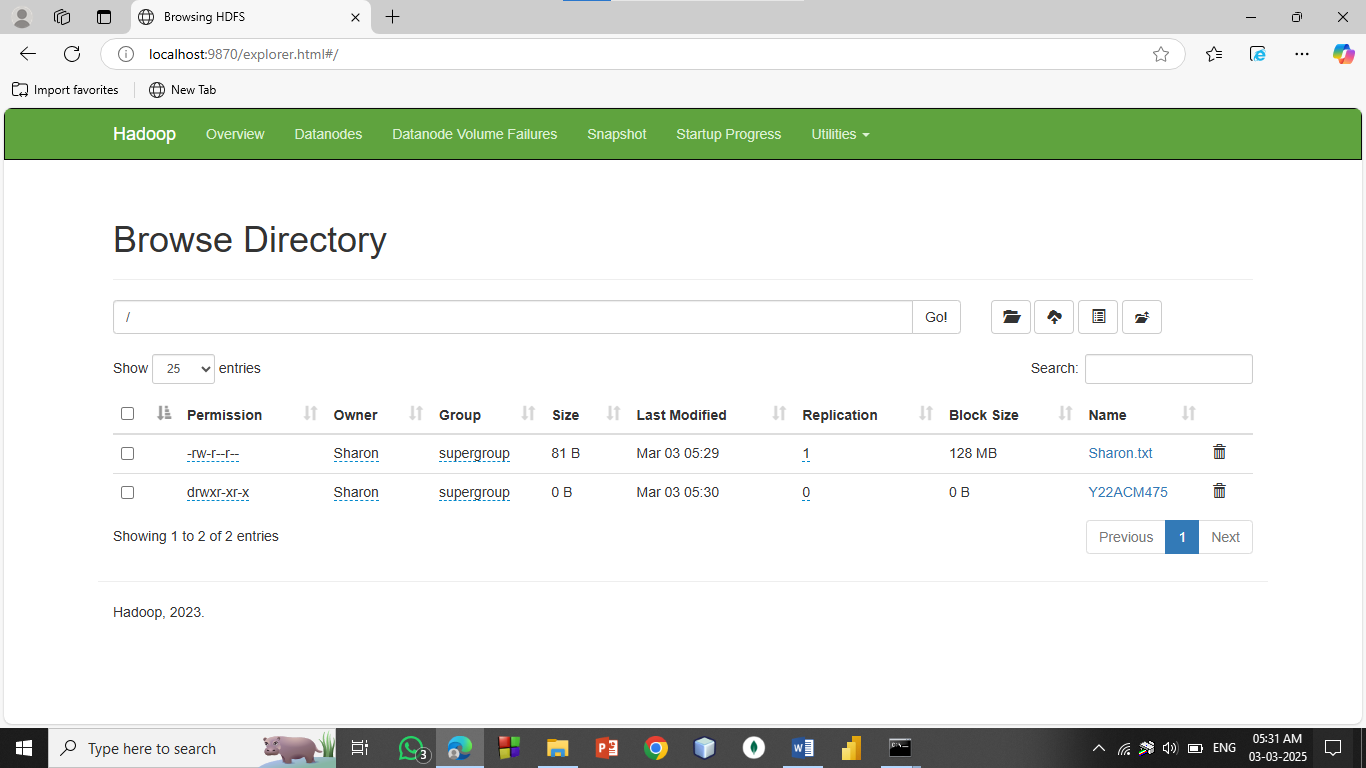 Browsing HDFS
localhost:9870/explorer.html#/
Import favorites New Tab
Hadoop Overview Datanodes Datanode Volume Failures Snapshot Startup Progress Utilities
Browse Directory
/ Go!
Show 25 entries Search:
Permission Owner Group Size Last Modified Replication Block Size Name
-rw-r--r-- Sharon supergroup 81 B Mar 03 05:29 1 128 MB Sharon.txt
drwxr-xr-x Sharon supergroup 0 B Mar 03 05:30 0 0 B Y22ACM475
Showing 1 to 2 of 2 entries Previous 1 Next
Hadoop, 2023.
Type here to search 3 ENG 05:31 AM
03-03-2025